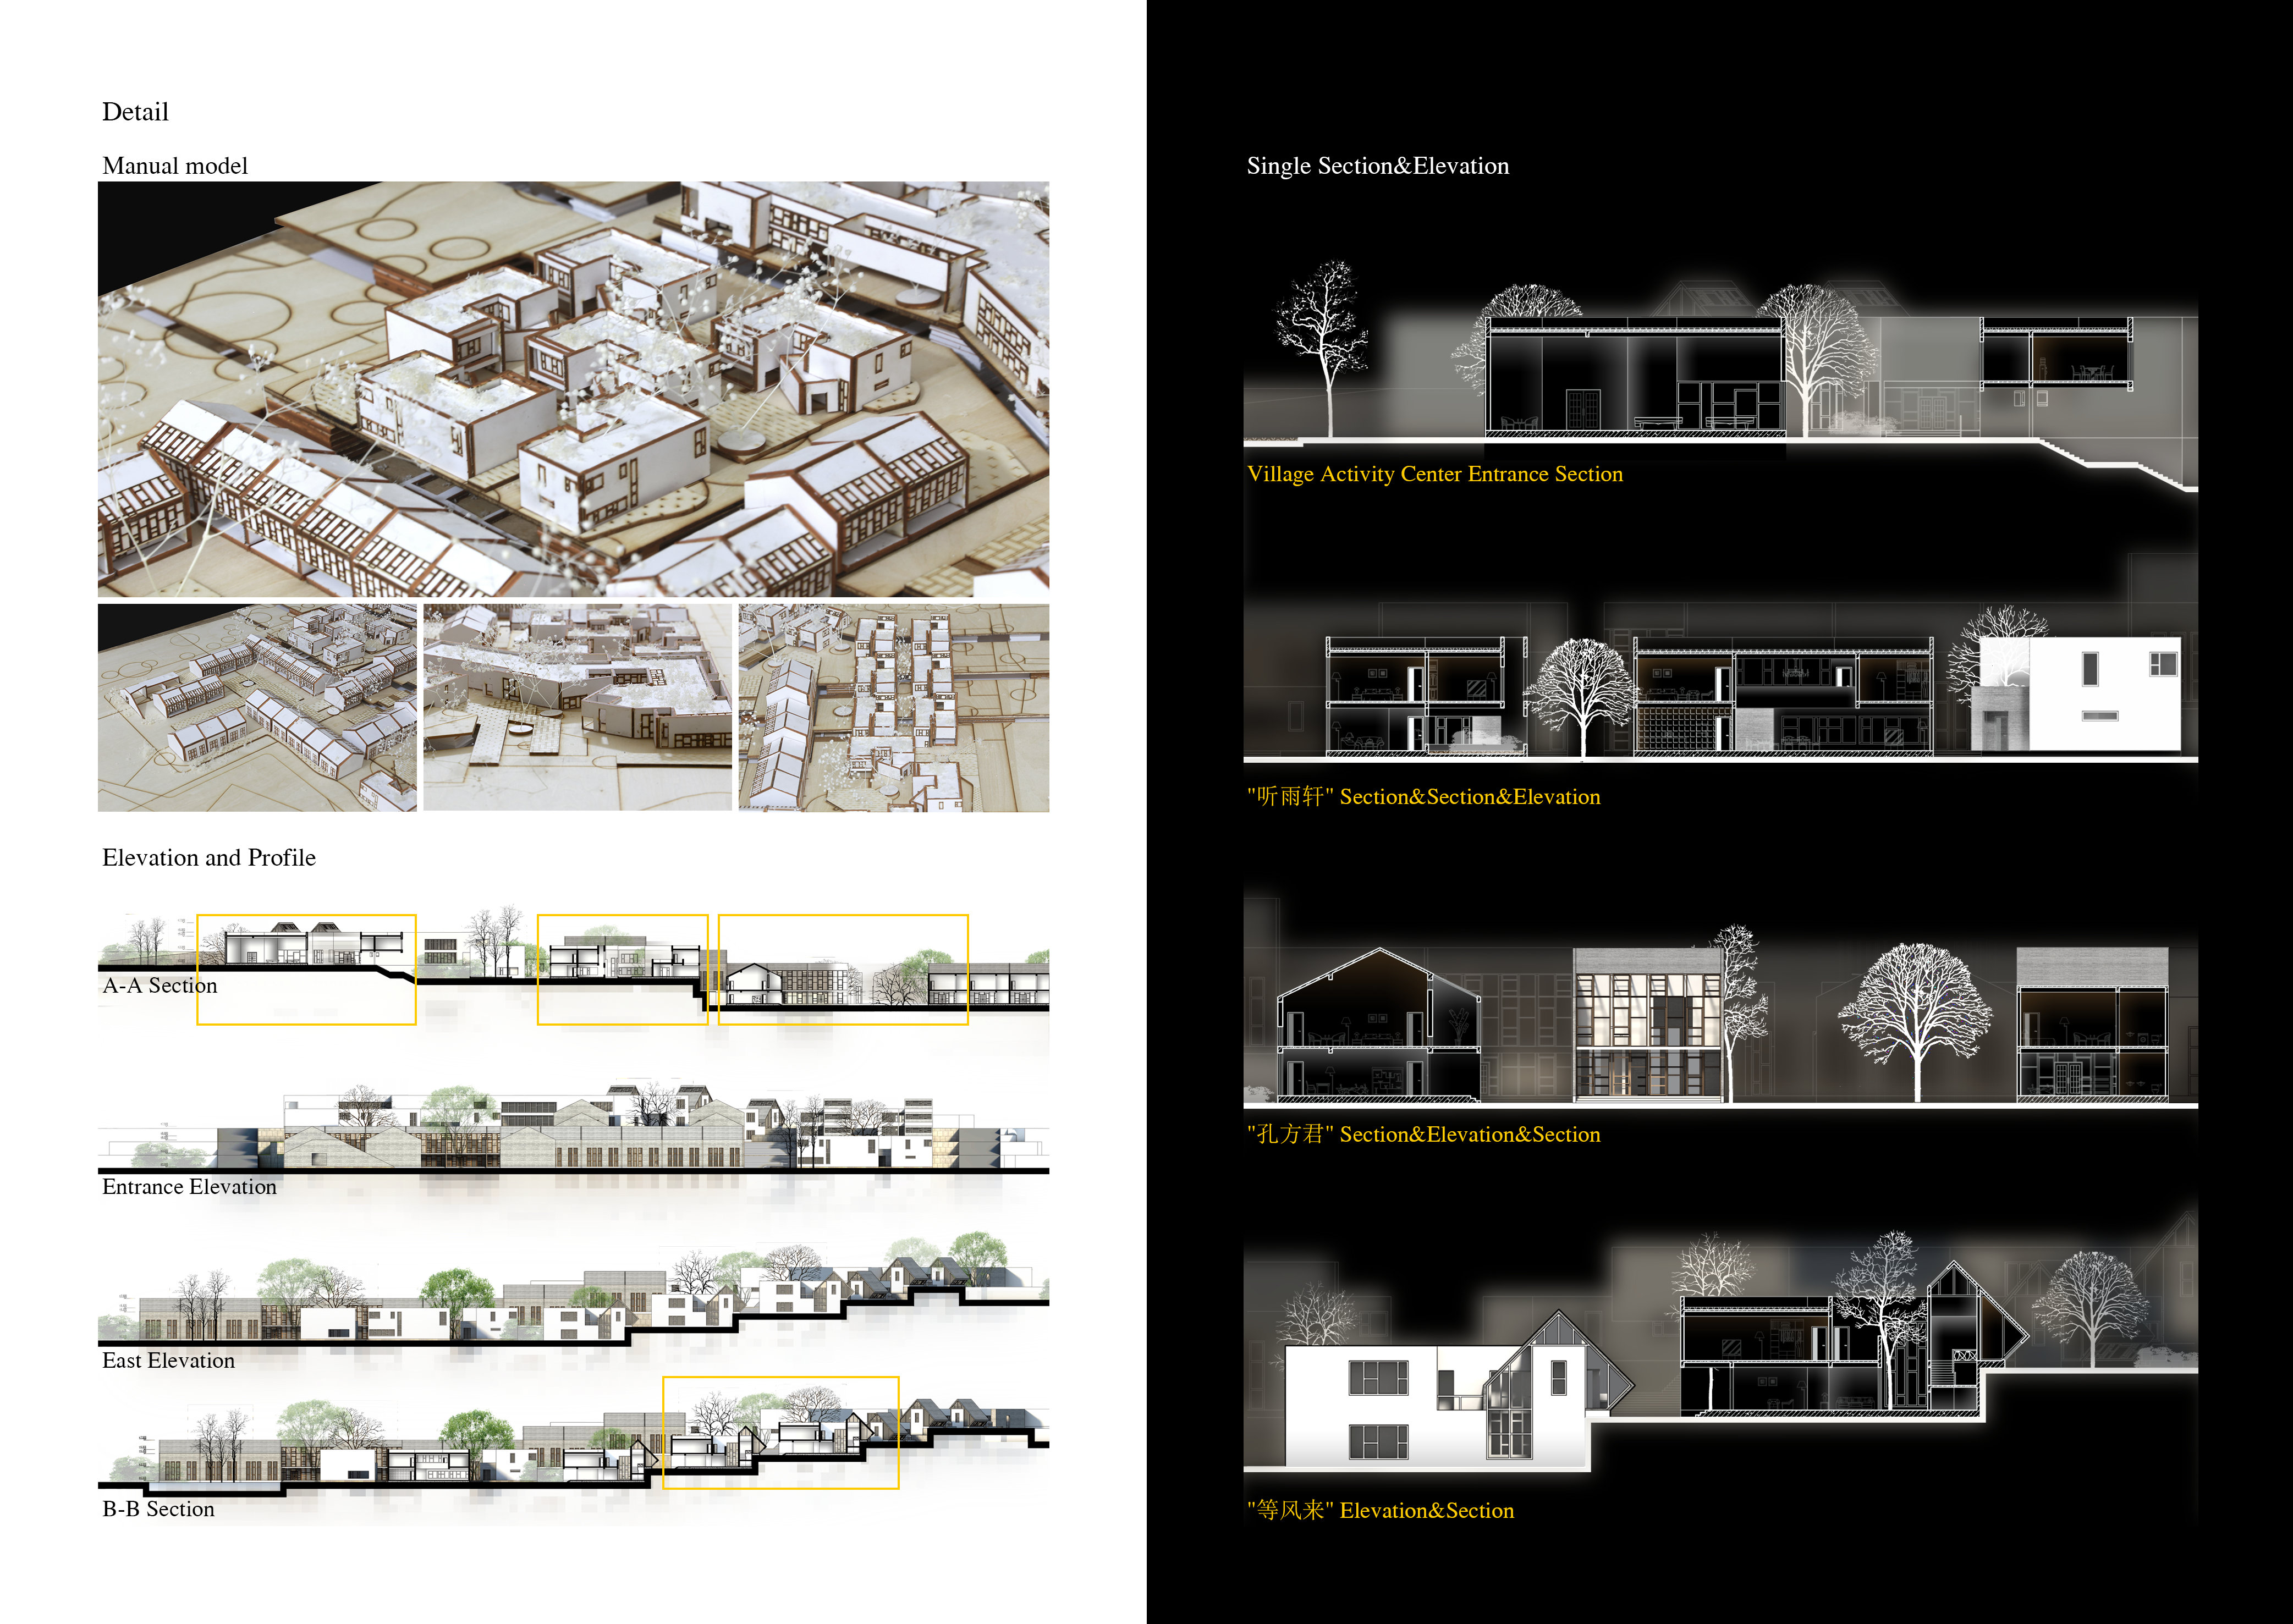 Detail
Manual model
Elevation and Profile
A-A Section
Entrance Elevation
East Elevation
B-B Section
Single Section&Elevation
Village Activity Center Entrance Section
"听雨轩" Section&Section&Elevation
"孔方君" Section&Elevation&Section
"等风来" Elevation&Section